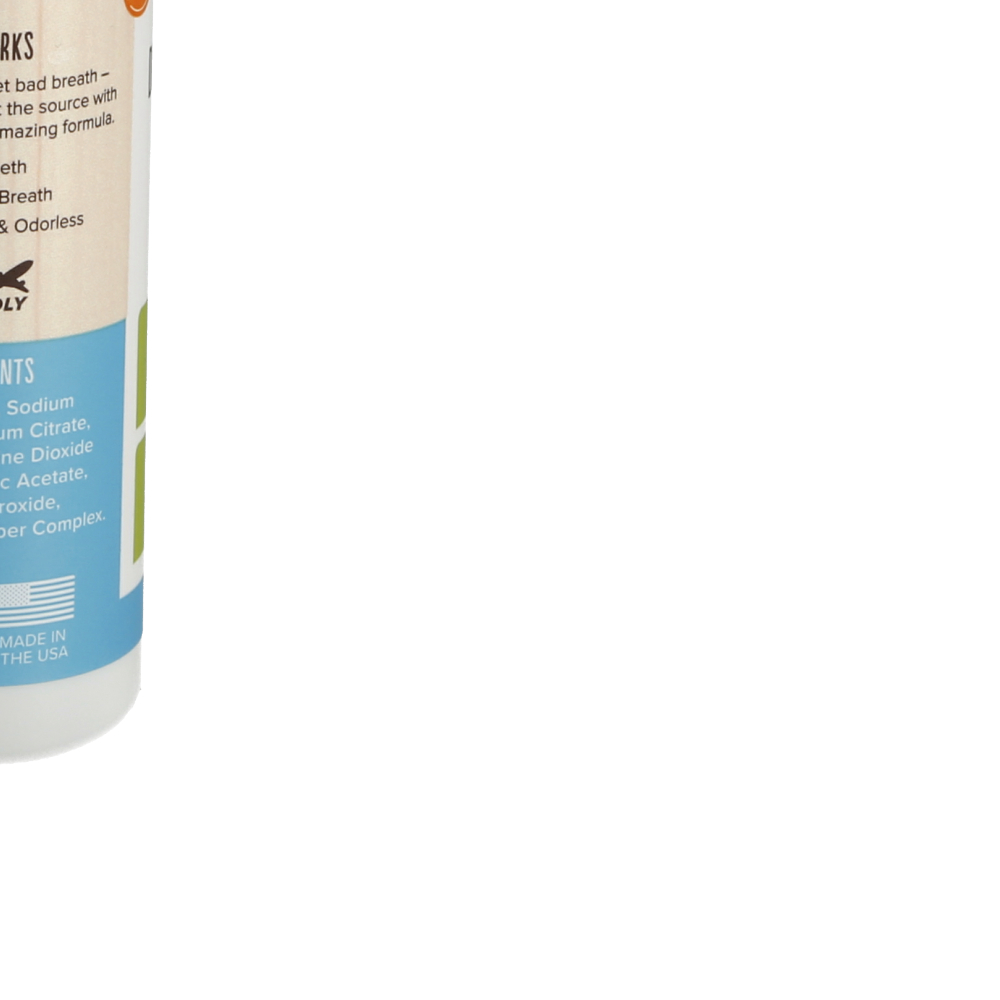 RKS
et bad breath –
t the source with
mazing formula.
eth
Breath
& Odorless
DLY
NTS
Sodium
um Citrate,
ne Dioxide
c Acetate,
roxide,
per Complex.
MADE IN
THE USA